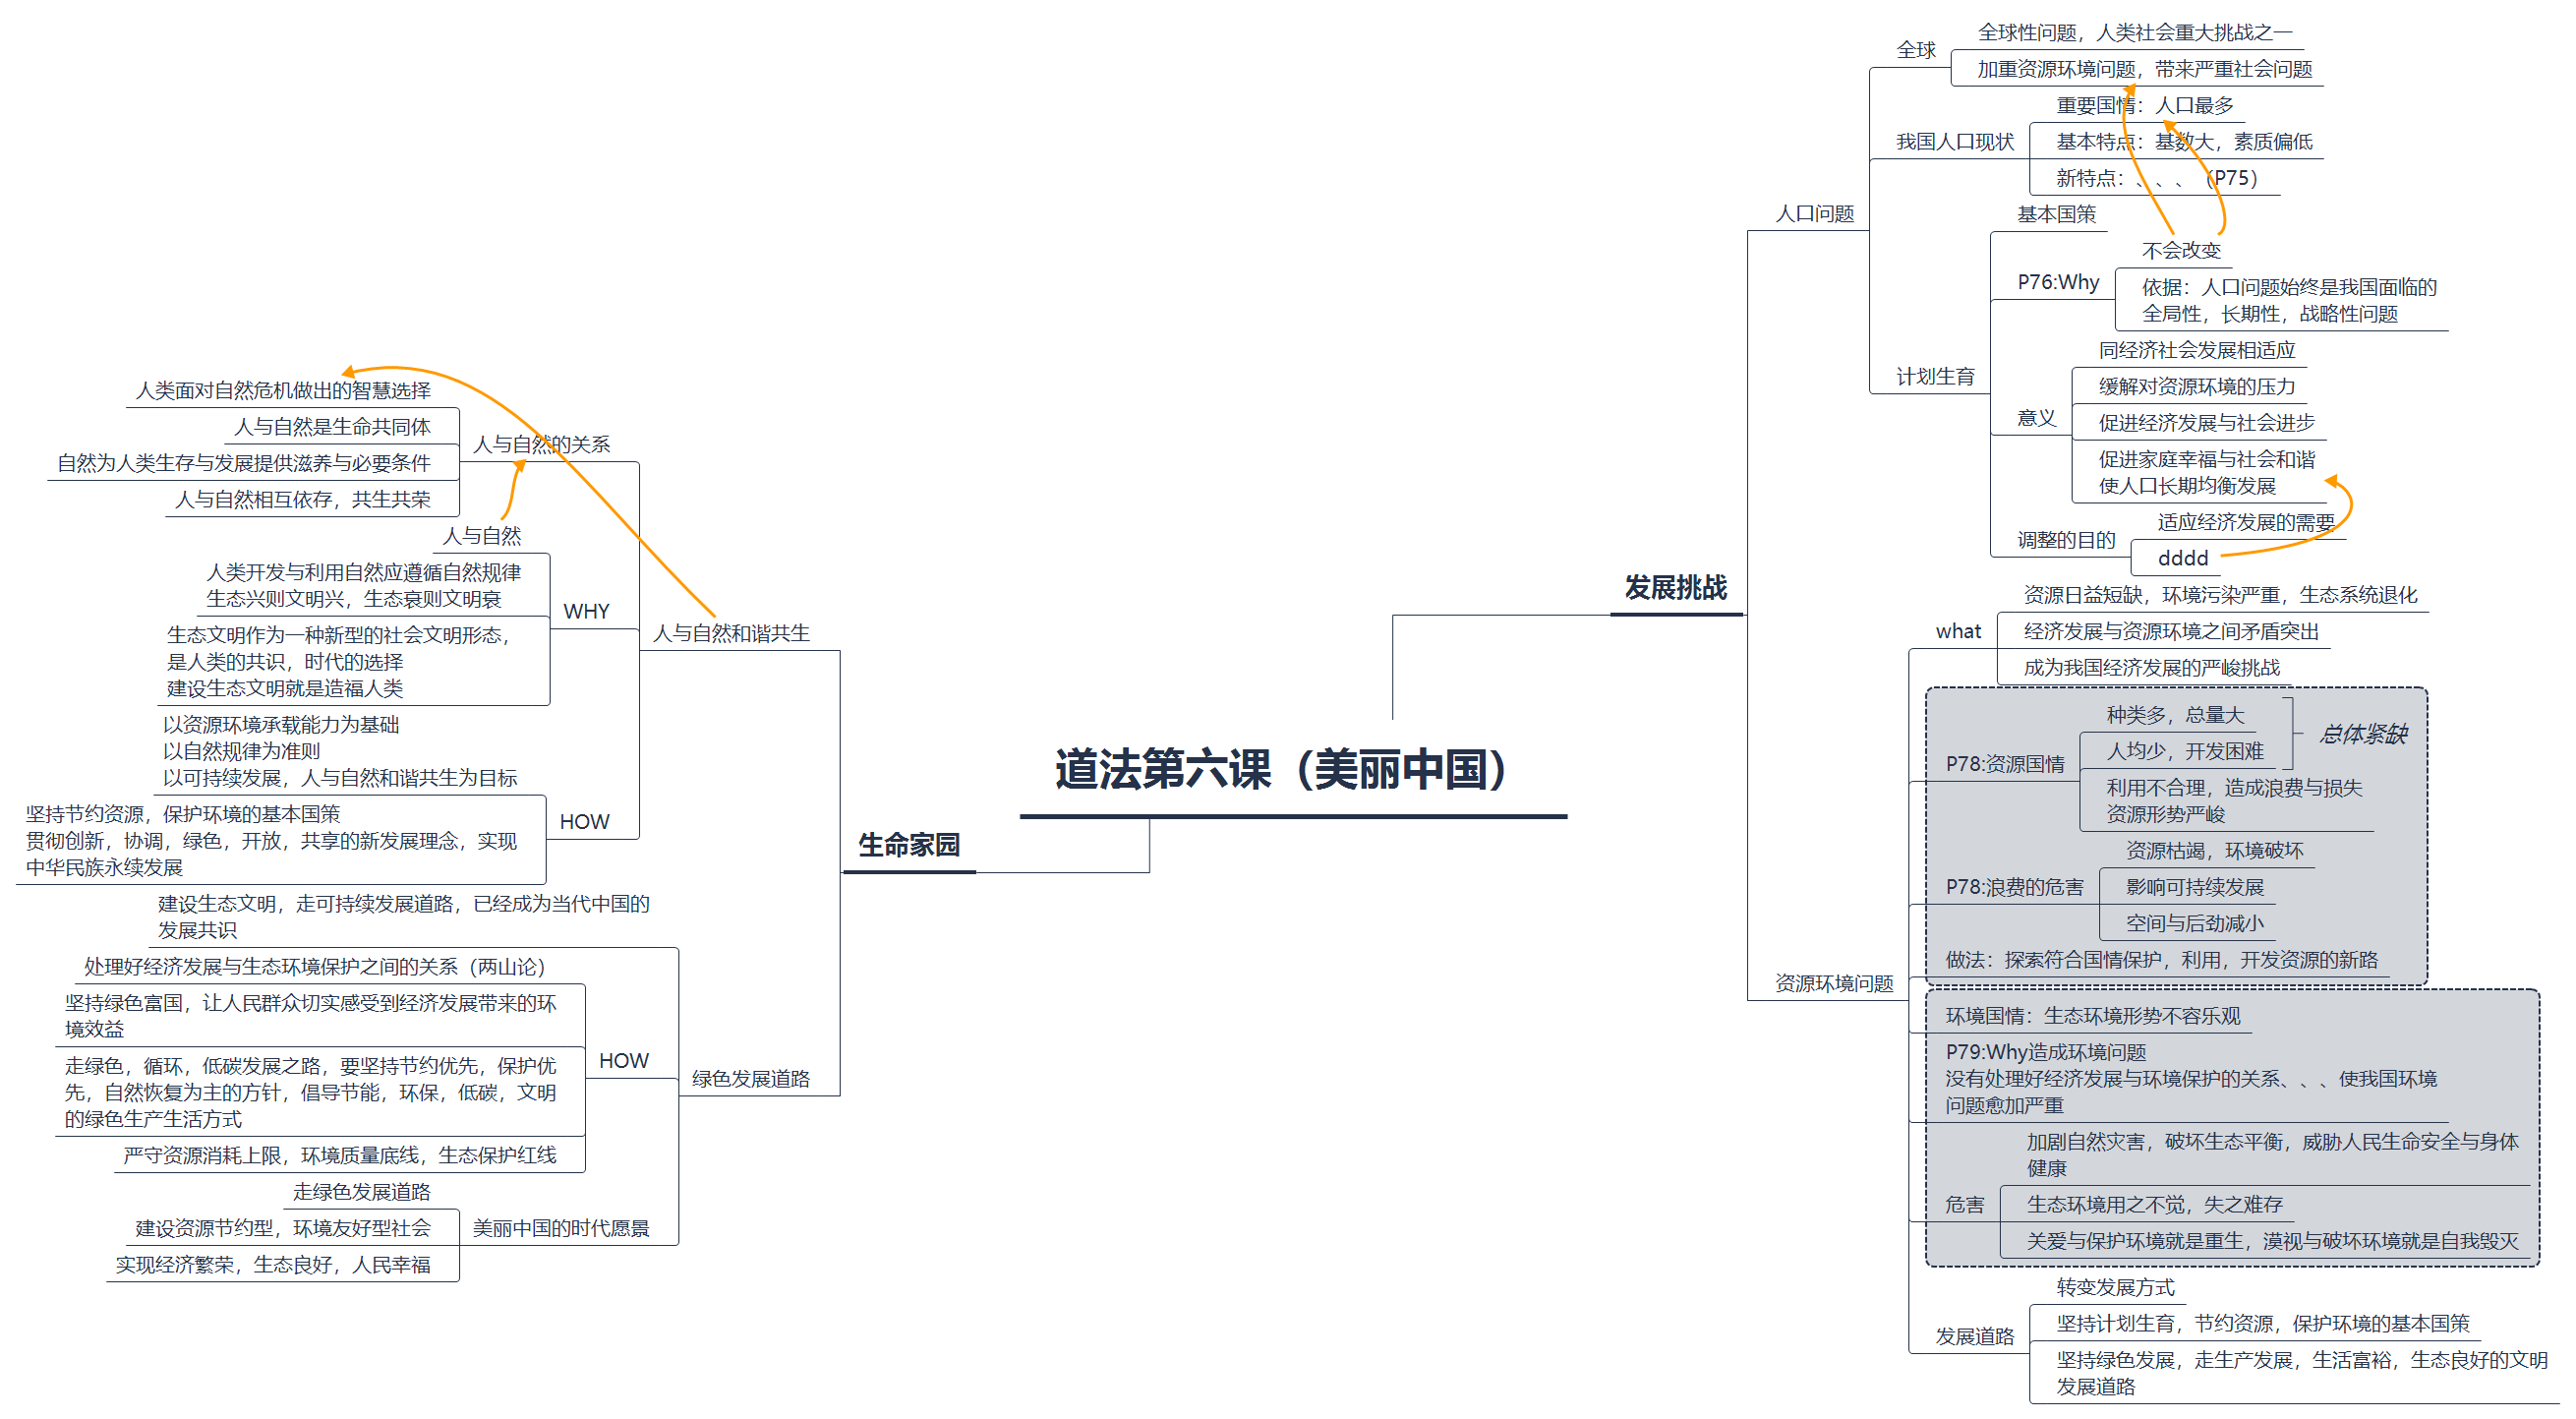 道法第六课（美丽中国）
发展挑战
人口问题
全球
全球性问题，人类社会重大挑战之一
加重资源环境问题，带来严重社会问题
我国人口现状
重要国情：人口最多
基本特点：基数大，素质偏低
新特点：、、、（P75）
计划生育
基本国策
P76:Why
不会改变
依据：人口问题始终是我国面临的
全局性，长期性，战略性问题
意义
同经济社会发展相适应
缓解对资源环境的压力
促进经济发展与社会进步
促进家庭幸福与社会和谐
使人口长期均衡发展
调整的目的
适应经济发展的需要
dddd
资源环境问题
what
资源日益短缺，环境污染严重，生态系统退化
经济发展与资源环境之间矛盾突出
成为我国经济发展的严峻挑战
P78:资源国情
种类多，总量大
人均少，开发困难
总体紧缺
利用不合理，造成浪费与损失
资源形势严峻
P78:浪费的危害
资源枯竭，环境破坏
影响可持续发展
空间与后劲减小
做法：探索符合国情保护，利用，开发资源的新路
环境国情：生态环境形势不容乐观
P79:Why造成环境问题
没有处理好经济发展与环境保护的关系、、、使我国环境
问题愈加严重
危害
加剧自然灾害，破坏生态平衡，威胁人民生命安全与身体
健康
生态环境用之不觉，失之难存
关爱与保护环境就是重生，漠视与破坏环境就是自我毁灭
发展道路
转变发展方式
坚持计划生育，节约资源，保护环境的基本国策
坚持绿色发展，走生产发展，生活富裕，生态良好的文明
发展道路
生命家园
人与自然和谐共生
人与自然的关系
人类面对自然危机做出的智慧选择
人与自然是生命共同体
自然为人类生存与发展提供滋养与必要条件
人与自然相互依存，共生共荣
WHY
人与自然
人类开发与利用自然应遵循自然规律
生态兴则文明兴，生态衰则文明衰
生态文明作为一种新型的社会文明形态，
是人类的共识，时代的选择
建设生态文明就是造福人类
HOW
以资源环境承载能力为基础
以自然规律为准则
以可持续发展，人与自然和谐共生为目标
坚持节约资源，保护环境的基本国策
贯彻创新，协调，绿色，开放，共享的新发展理念，实现
中华民族永续发展
绿色发展道路
建设生态文明，走可持续发展道路，已经成为当代中国的
发展共识
HOW
处理好经济发展与生态环境保护之间的关系（两山论）
坚持绿色富国，让人民群众切实感受到经济发展带来的环
境效益
走绿色，循环，低碳发展之路，要坚持节约优先，保护优
先，自然恢复为主的方针，倡导节能，环保，低碳，文明
的绿色生产生活方式
严守资源消耗上限，环境质量底线，生态保护红线
美丽中国的时代愿景
走绿色发展道路
建设资源节约型，环境友好型社会
实现经济繁荣，生态良好，人民幸福